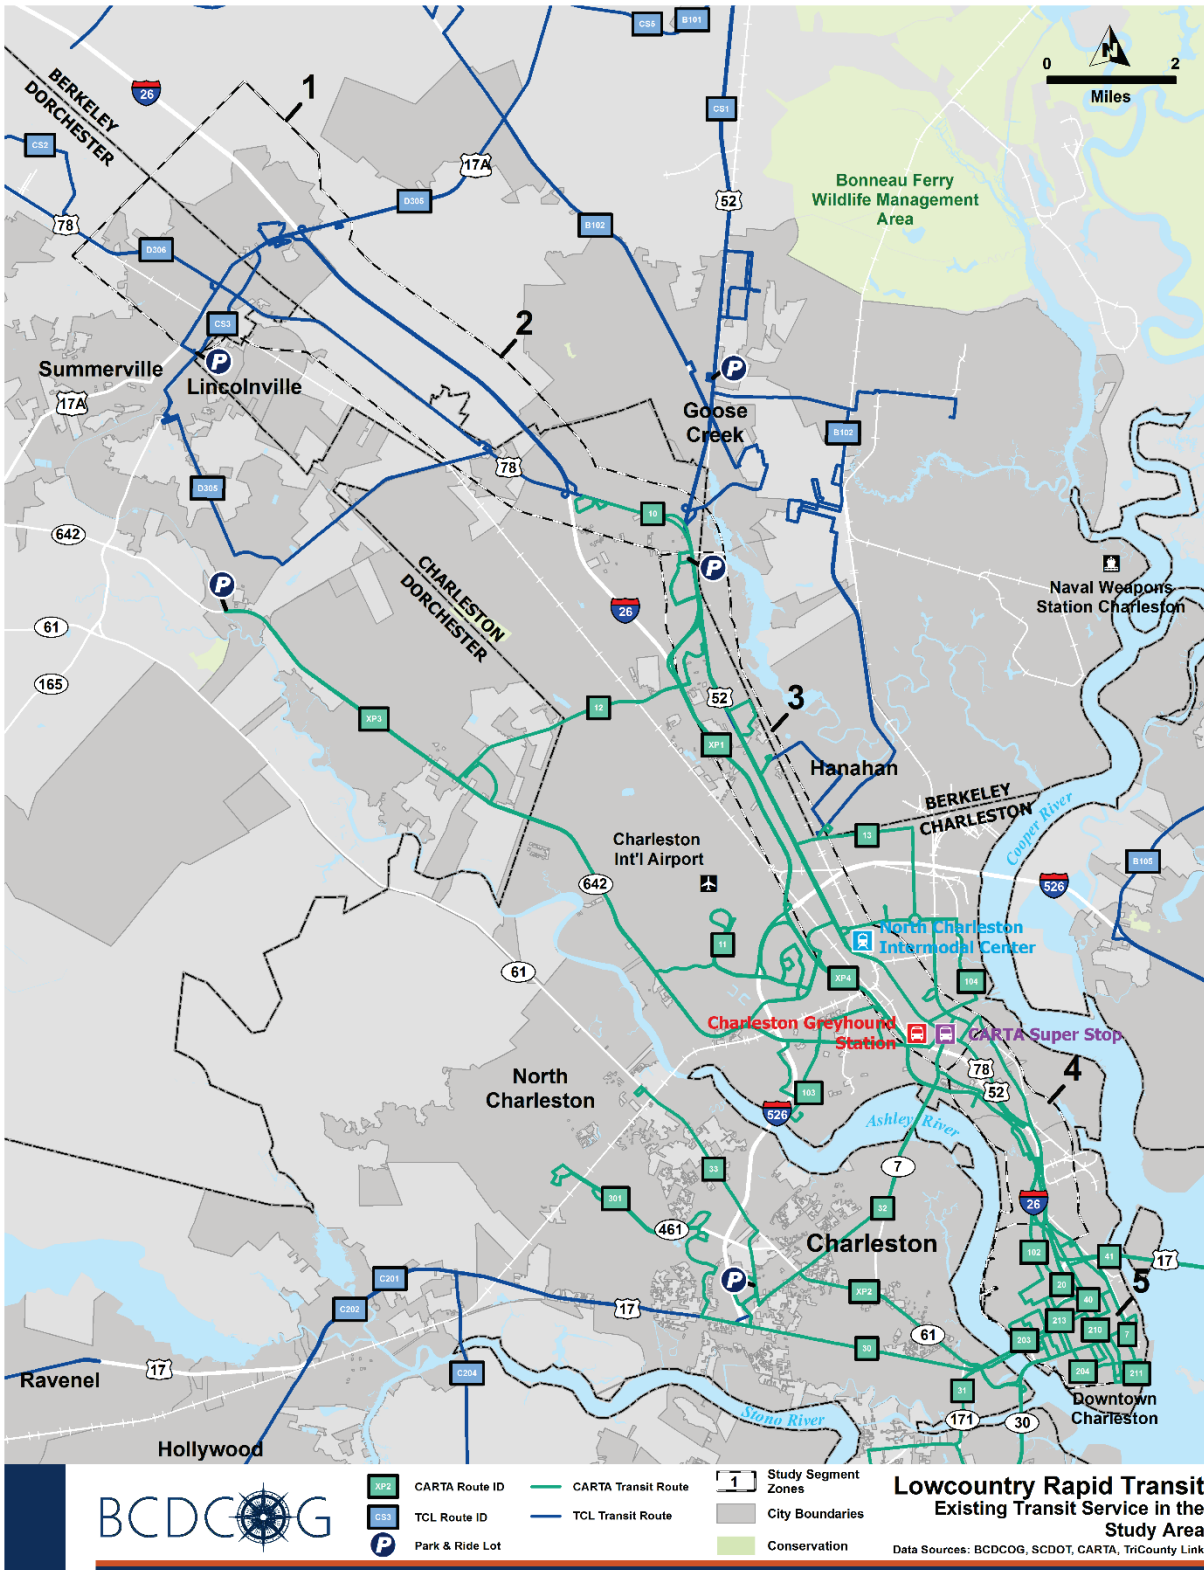 CS5
B101
26
1
BERKELEY
DORCHESTER
N
0
2
Miles
CS1
CS2
17A
Bonneau Ferry
Wildlife Management
Area
52
D305
78
B102
D306
2
CS3
P
Summerville
Lincolnville
P
17A
Goose
Creek
B102
78
D305
10
642
P
P
CHARLESTON
DORCHESTER
Naval Weapons
Station Charleston
26
61
165
52
3
12
XP3
XP1
Hanahan
BERKELEY
CHARLESTON
Cooper River
13
Charleston
Int'l Airport
B105
642
526
11
North Charleston
Intermodal Center
61
XP4
104
Charleston Greyhound
Station
CARTA Super Stop
North
Charleston
78
52
4
103
526
Ashley River
7
33
301
461
32
26
Charleston
102
41
17
P
C201
20
5
C202
XP2
40
17
213
210
7
61
203
30
17
Ravenel
C204
204
211
31
Downtown
Charleston
Stono River
171
30
Hollywood
BCDCOG
XP2
CARTA Route ID
CARTA Transit Route
1
Study Segment
Zones
CS3
TCL Route ID
TCL Transit Route
City Boundaries
P
Park & Ride Lot
Conservation
Lowcountry Rapid Transit
Existing Transit Service in the
Study Area
Data Sources: BCDCOG, SCDOT, CARTA, TriCounty Link